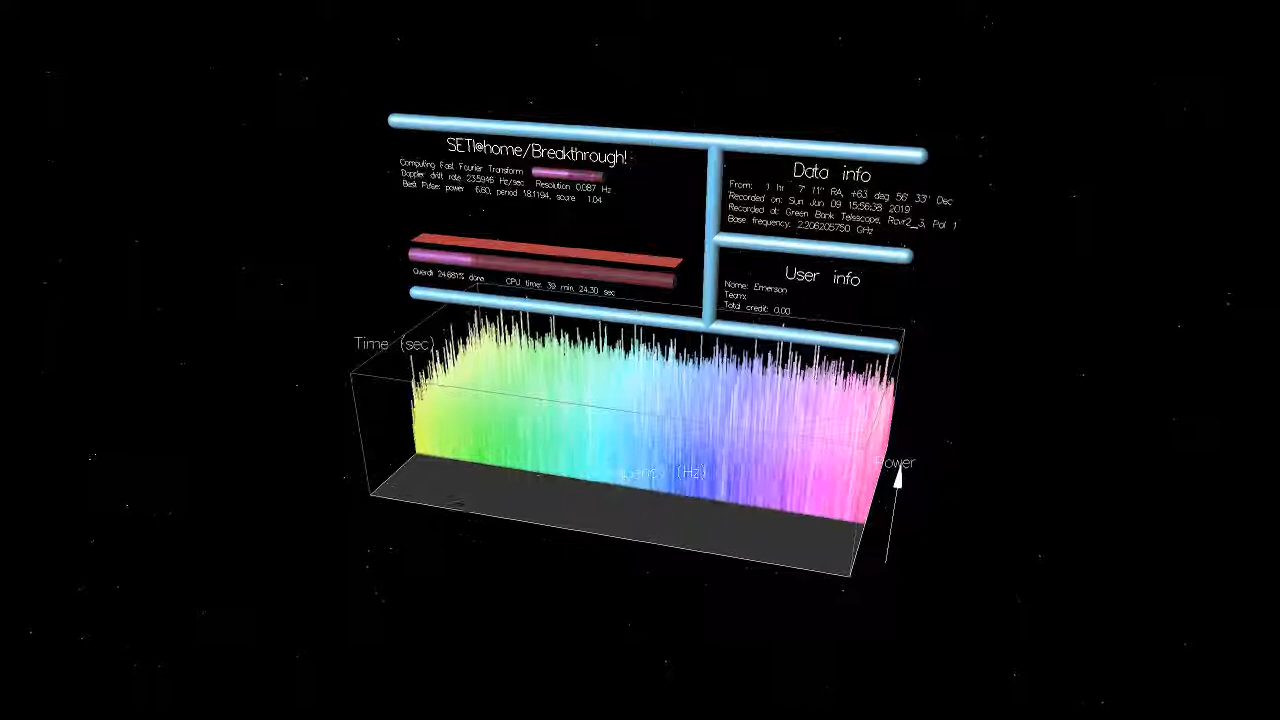 SETI@home/Breakthrough!
Computing Fast Fourier Transform
Doppler drift rate 23.5946 Hz/sec Resolution 0.087 Hz
Best Pulse: power 6.80, period 18.1194, score 1.04
Overall 24.681% done CPU time: 39 min 24.30 sec
Data info
From: 1 hr 7' 11" RA, +63 deg 56' 33" Dec
Recorded on: Sun Jun 09 15:56:38 2019
Recorded at: Green Bank Telescope, Rcvr2_3, Pol 1
Base frequency: 2.206205750 GHz
User info
Name: Emerson
Team:
Total credit: 0.00
Time (sec)
(Hz)
Power